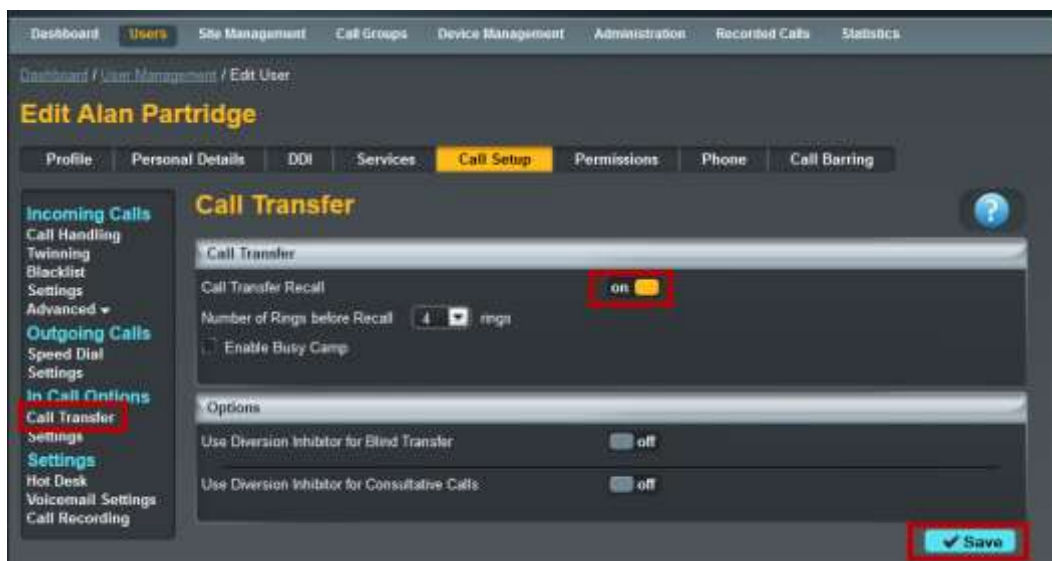 Dashboard Users Site Management Call Groups Device Management Administration Recorded Calls Statistics
Dashboard / User Management / Edit User
Edit Alan Partridge
Profile Personal Details DDI Services Call Setup Permissions Phone Call Barring
Incoming Calls
Call Handling
Twinning
Blacklist
Settings
Advanced
Outgoing Calls
Speed Dial
Settings
In Call Options
Call Transfer
Settings
Settings
Hot Desk
Voicemail Settings
Call Recording
Call Transfer
?
Call Transfer
Call Transfer Recall on
Number of Rings before Recall 4 rings
Enable Busy Camp
Options
Use Diversion Inhibitor for Blind Transfer off
Use Diversion Inhibitor for Consultative Calls off
Save